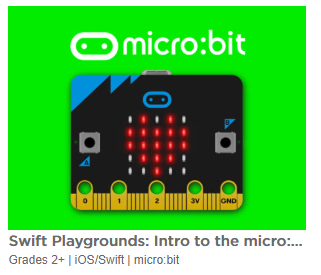 micro:bit
A
B
0 1 2 3V GND
Swift Playgrounds: Intro to the micro:...
Grades 2+ | iOS/Swift | micro:bit